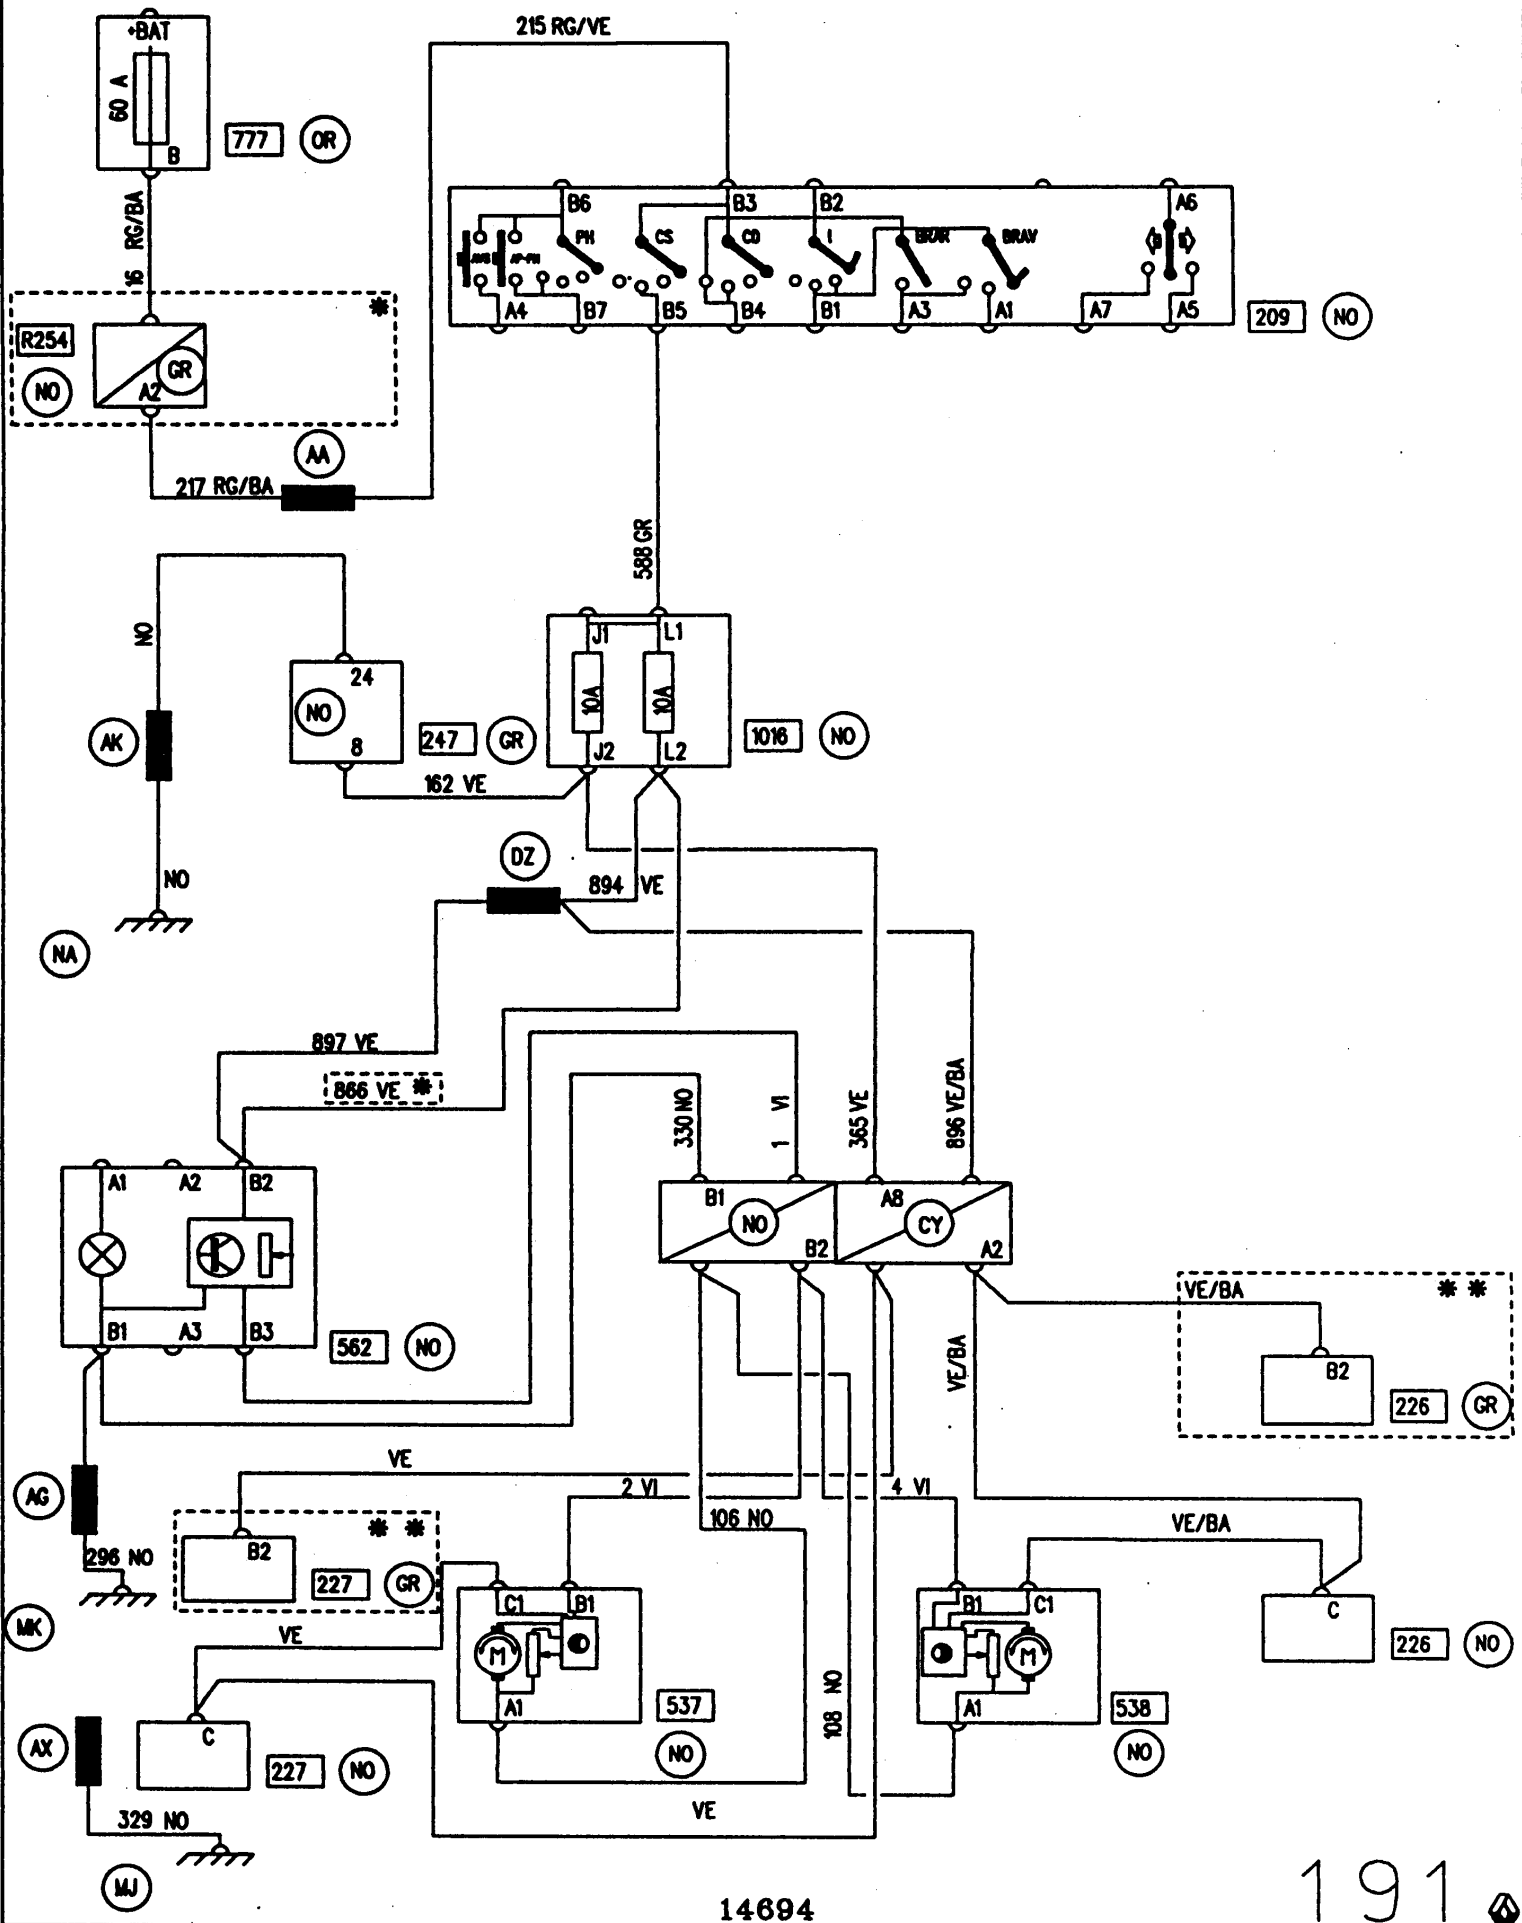 215 RG/VE
+BAT
60 A
B
777
OR
16 RG/BA
B6
B3
B2
A6
PH
CS
CO
I
BRAR
BRAV
AVS
AP-PH
A4
B7
B5
B4
B1
A3
A1
A7
A5
209
NO
*
R254
NO
GR
A2
AA
217 RG/BA
588 GR
NO
24
NO
8
247
GR
J1
L1
10A
10A
J2
L2
1016
NO
AK
162 VE
DZ
894 VE
NO
NA
897 VE
866 VE *
330 NO
1 VI
365 VE
896 VE/BA
A1
A2
B2
B1
NO
B2
A8
CY
A2
B1
A3
B3
562
NO
VE/BA
* *
VE/BA
B2
226
GR
AG
VE
2 VI
4 VI
106 NO
VE/BA
296 NO
* *
B2
227
GR
MK
C1
B1
M
A1
537
NO
B1
C1
M
A1
538
NO
C
226
NO
VE
108 NO
AX
C
227
NO
329 NO
VE
MJ
14694
191